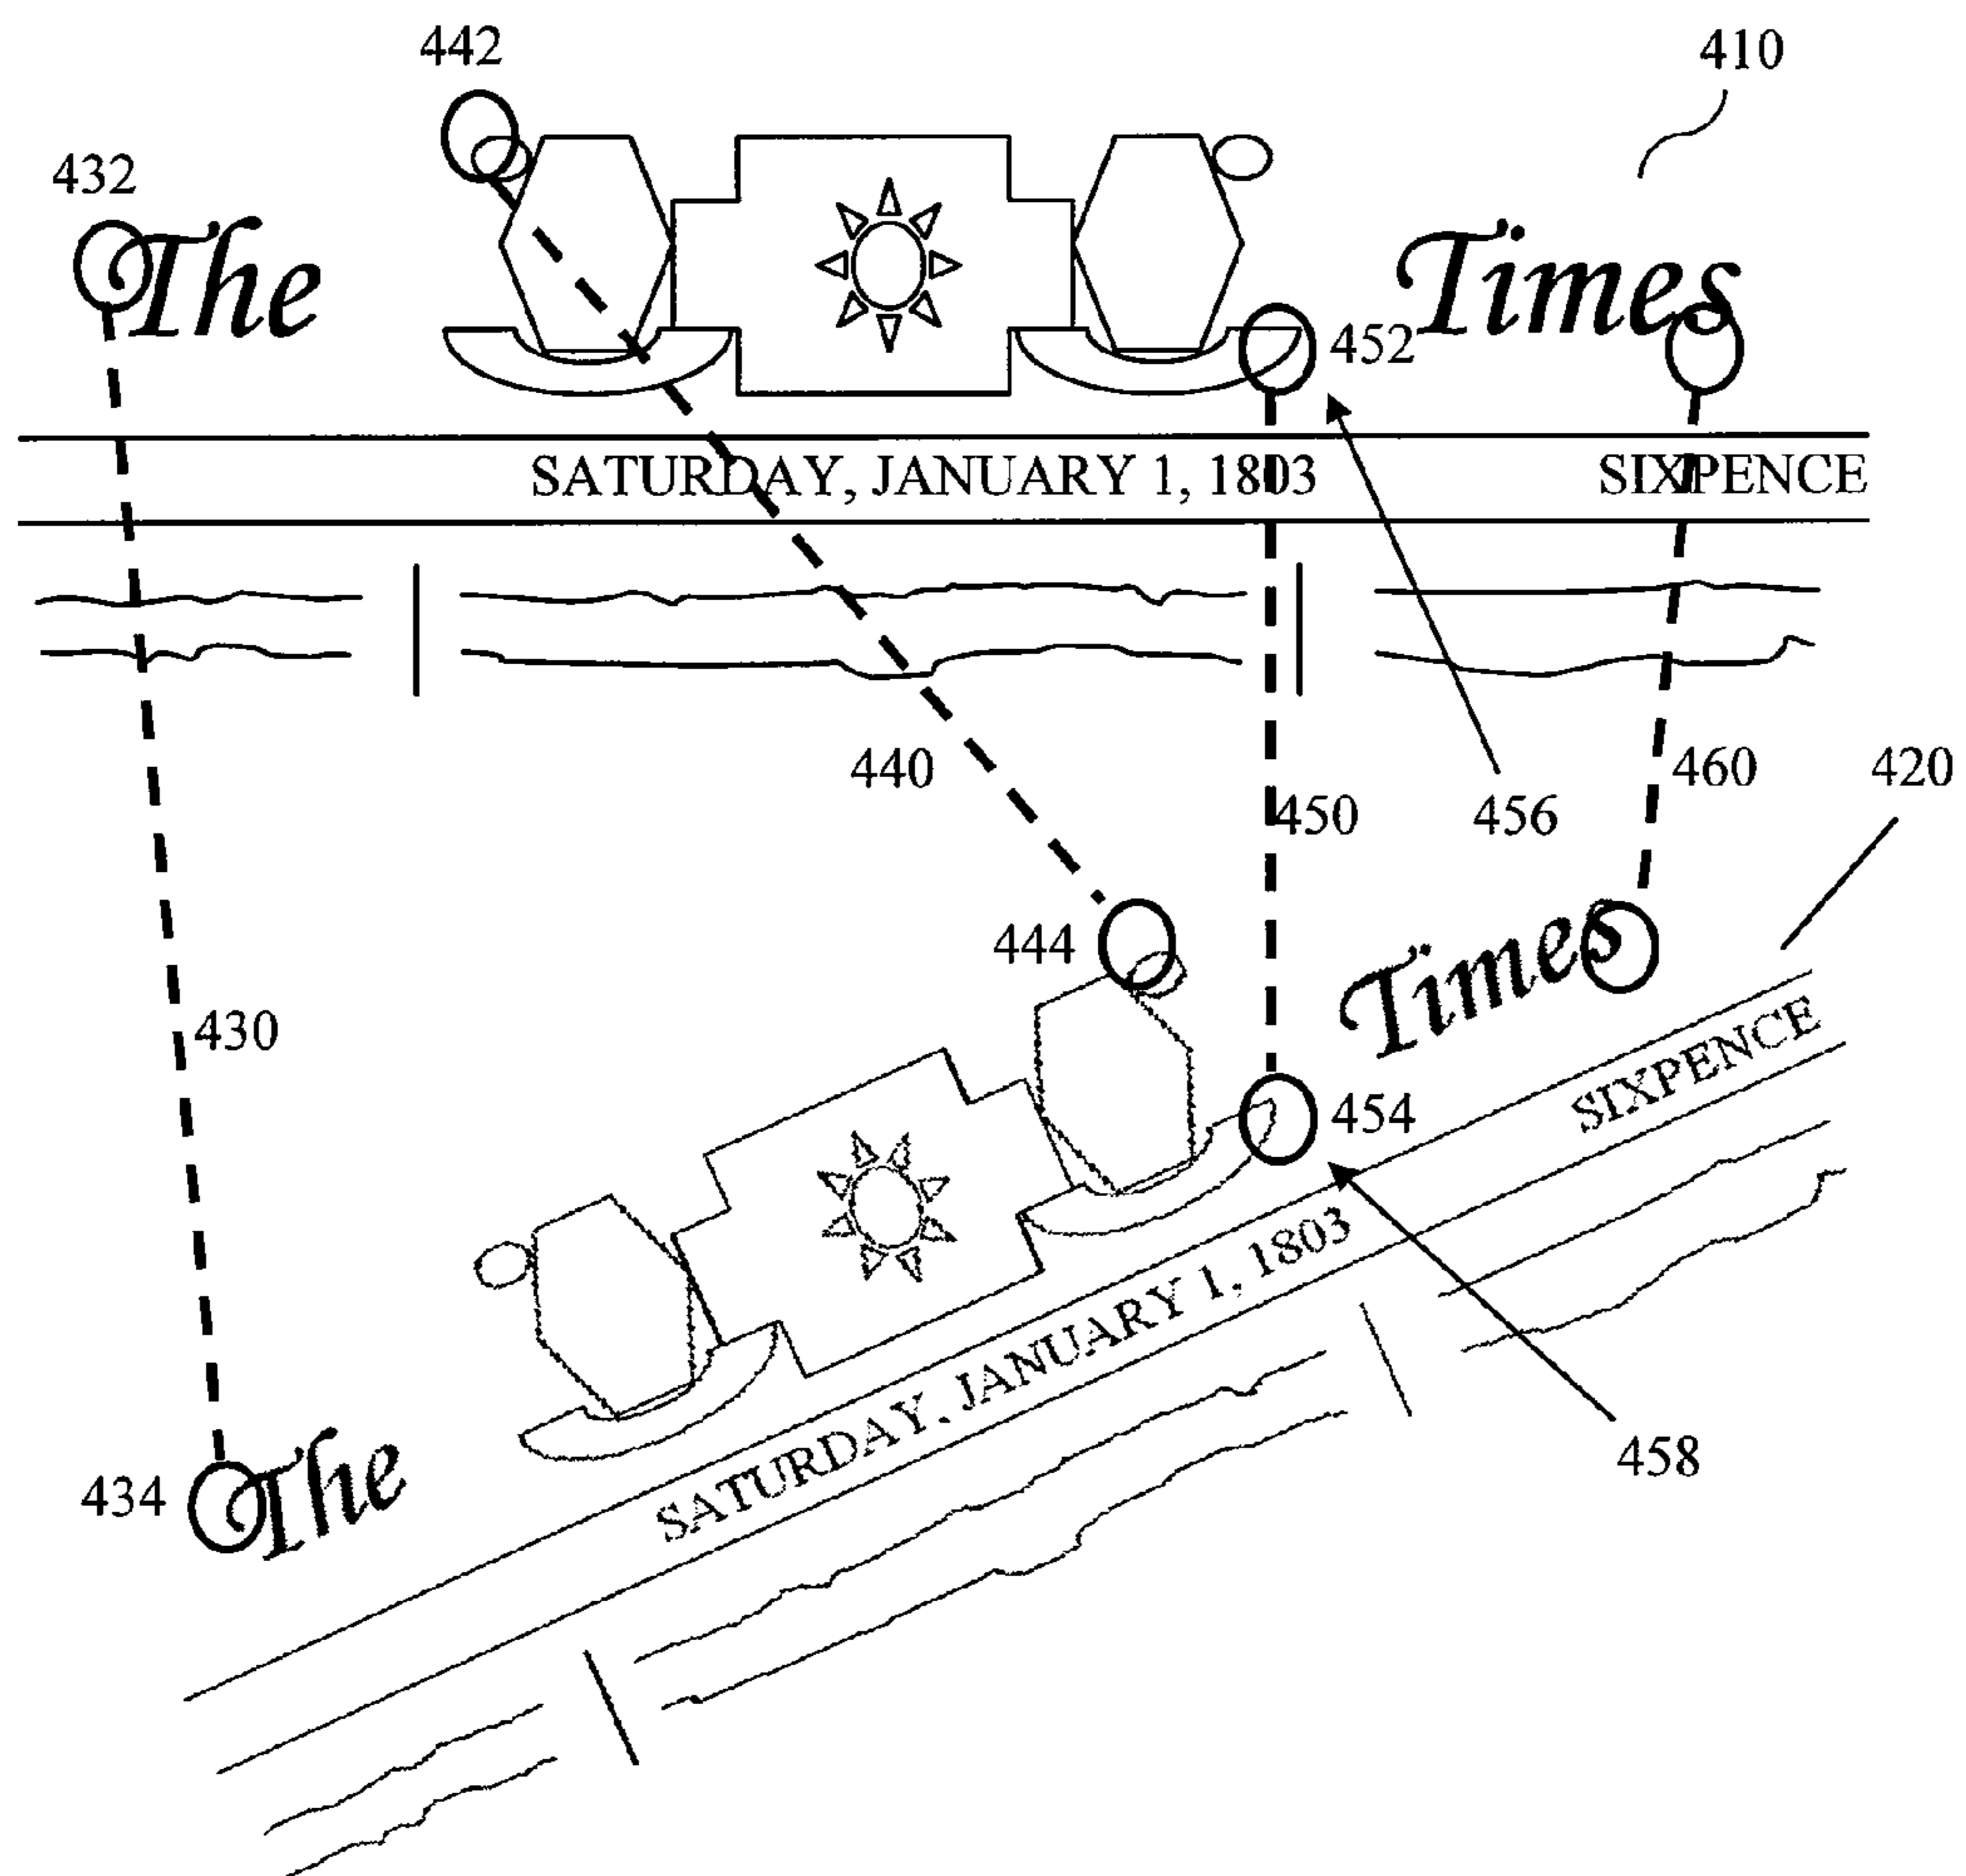 442
410
432
The
Times
452
SATURDAY, JANUARY 1, 1803
SIXPENCE
440
460
420
450
456
444
Times
430
SIXPENCE
454
SATURDAY, JANUARY 1, 1803
458
434
The